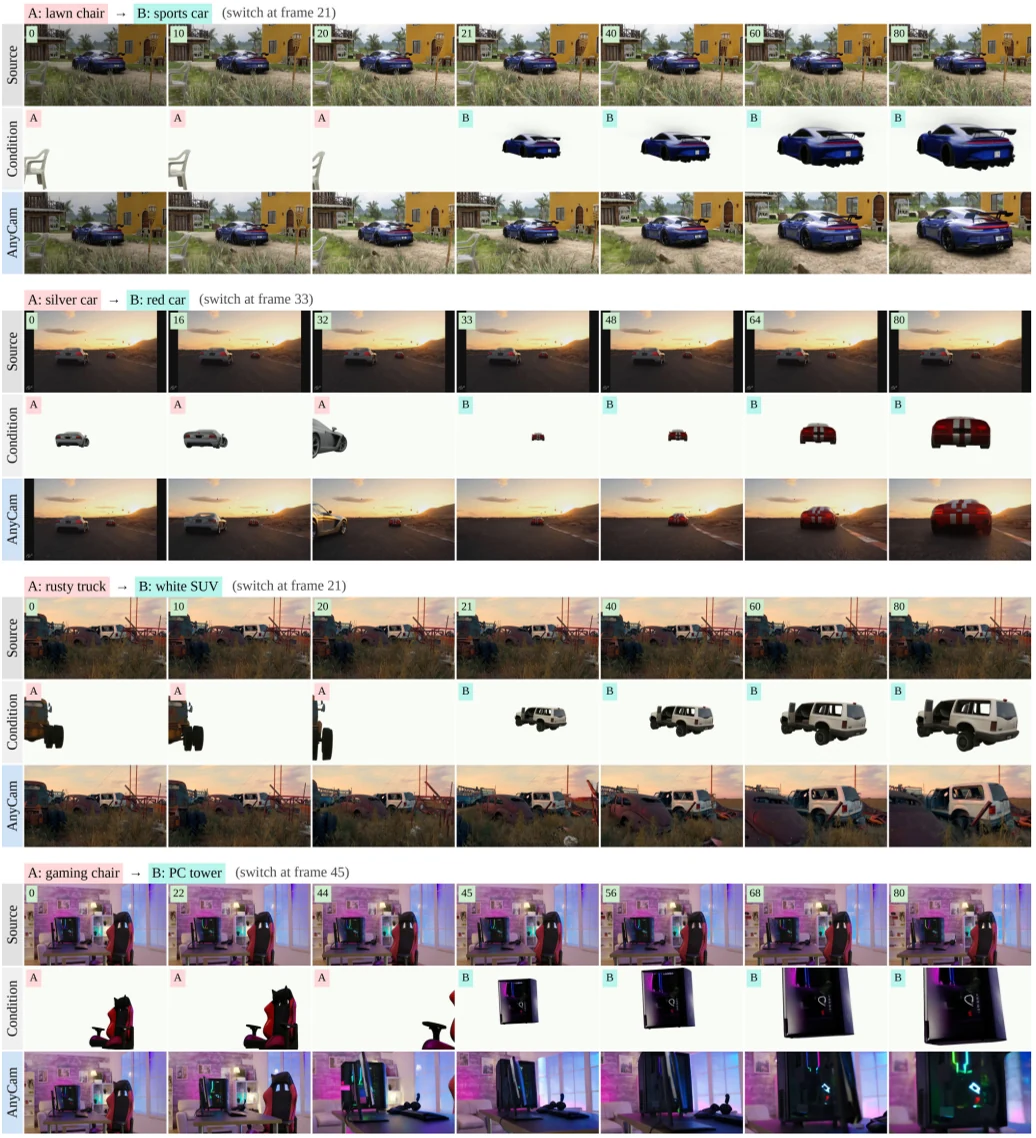 A: lawn chair → B: sports car (switch at frame 21)
Source
0 10 20 21 40 60 80
Condition
A A A B B B B
AnyCam
A: silver car → B: red car (switch at frame 33)
Source
0 16 32 33 48 64 80
Condition
A A A B B B B
AnyCam
A: rusty truck → B: white SUV (switch at frame 21)
Source
0 10 20 21 40 60 80
Condition
A A A B B B B
AnyCam
A: gaming chair → B: PC tower (switch at frame 45)
Source
0 22 44 45 56 68 80
Condition
A A A B B B B
AnyCam